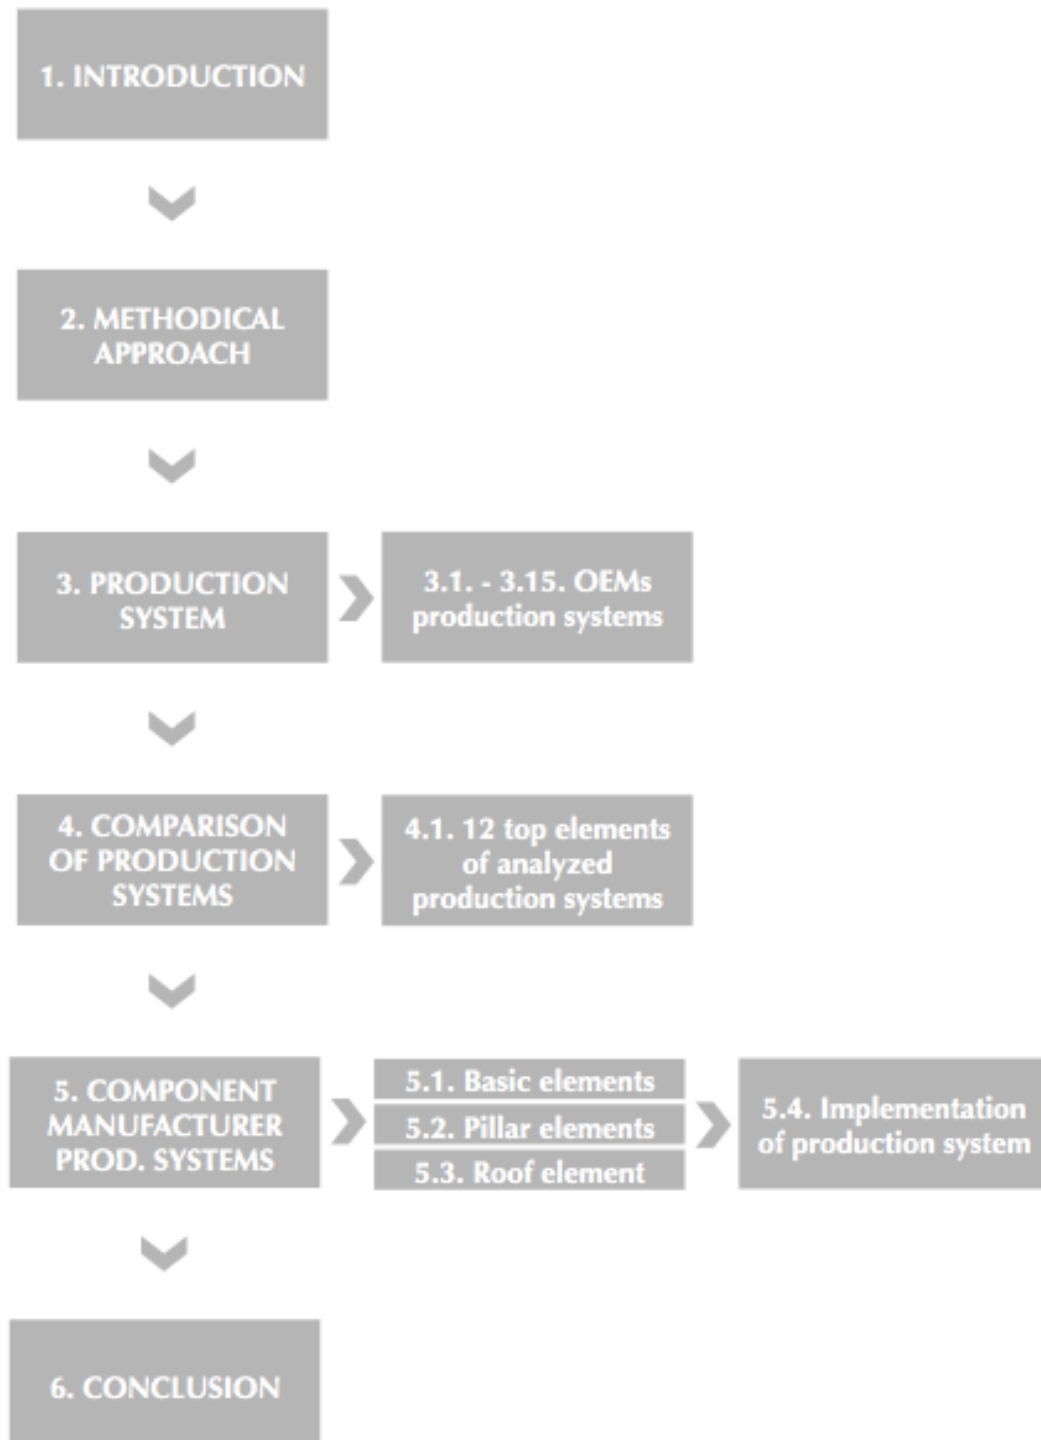 1. INTRODUCTION
2. METHODICAL
APPROACH
3. PRODUCTION
SYSTEM
3.1. - 3.15. OEMs
production systems
4. COMPARISON
OF PRODUCTION
SYSTEMS
4.1. 12 top elements
of analyzed
production systems
5. COMPONENT
MANUFACTURER
PROD. SYSTEMS
5.1. Basic elements
5.2. Pillar elements
5.3. Roof element
5.4. Implementation
of production system
6. CONCLUSION